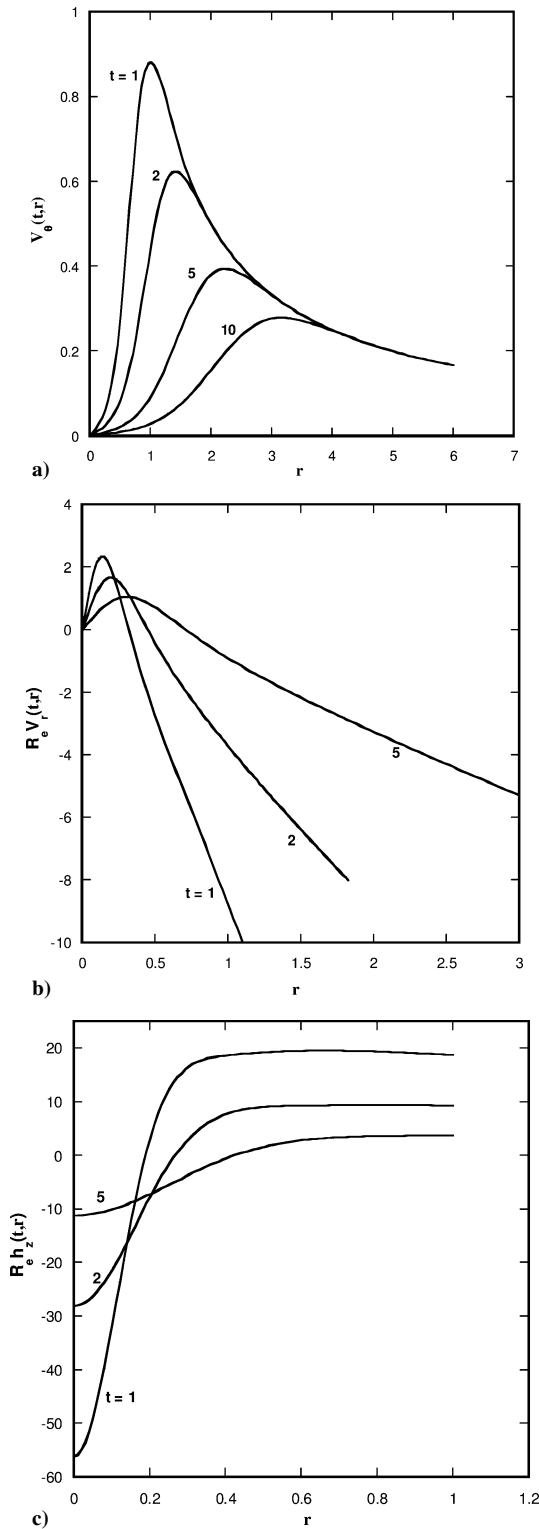 1
0.8
0.6
0.4
0.2
0
V_θ(t,r)
t = 1
2
5
10
0 1 2 3 4 5 6 7
r
a)
4
2
0
-2
-4
-6
-8
-10
R_e V_r(t,r)
5
2
t = 1
0 0.5 1 1.5 2 2.5 3
r
b)
20
10
0
-10
-20
-30
-40
-50
-60
R_e h_z(t,r)
5
2
t = 1
0 0.2 0.4 0.6 0.8 1 1.2
r
c)